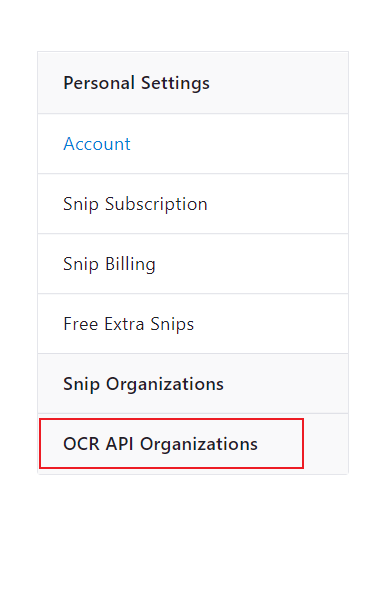 Personal Settings
Account
Snip Subscription
Snip Billing
Free Extra Snips
Snip Organizations
OCR API Organizations